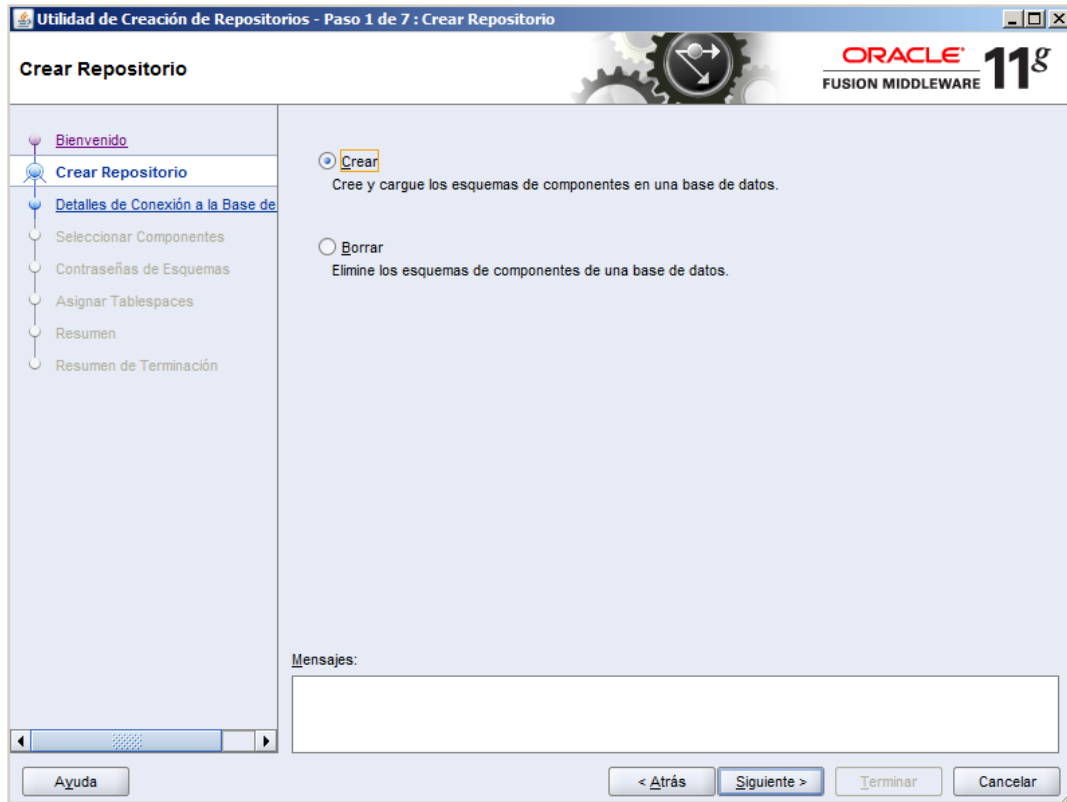 Utilidad de Creación de Repositorios - Paso 1 de 7 : Crear Repositorio
Crear Repositorio
ORACLE 11g
FUSION MIDDLEWARE
Bienvenido
Crear Repositorio
Detalles de Conexión a la Base de
Seleccionar Componentes
Contraseñas de Esquemas
Asignar Tablespaces
Resumen
Resumen de Terminación
Crear
Cree y cargue los esquemas de componentes en una base de datos.
Borrar
Elimine los esquemas de componentes de una base de datos.
Mensajes:
Ayuda < Atrás Siguiente > Terminar Cancelar